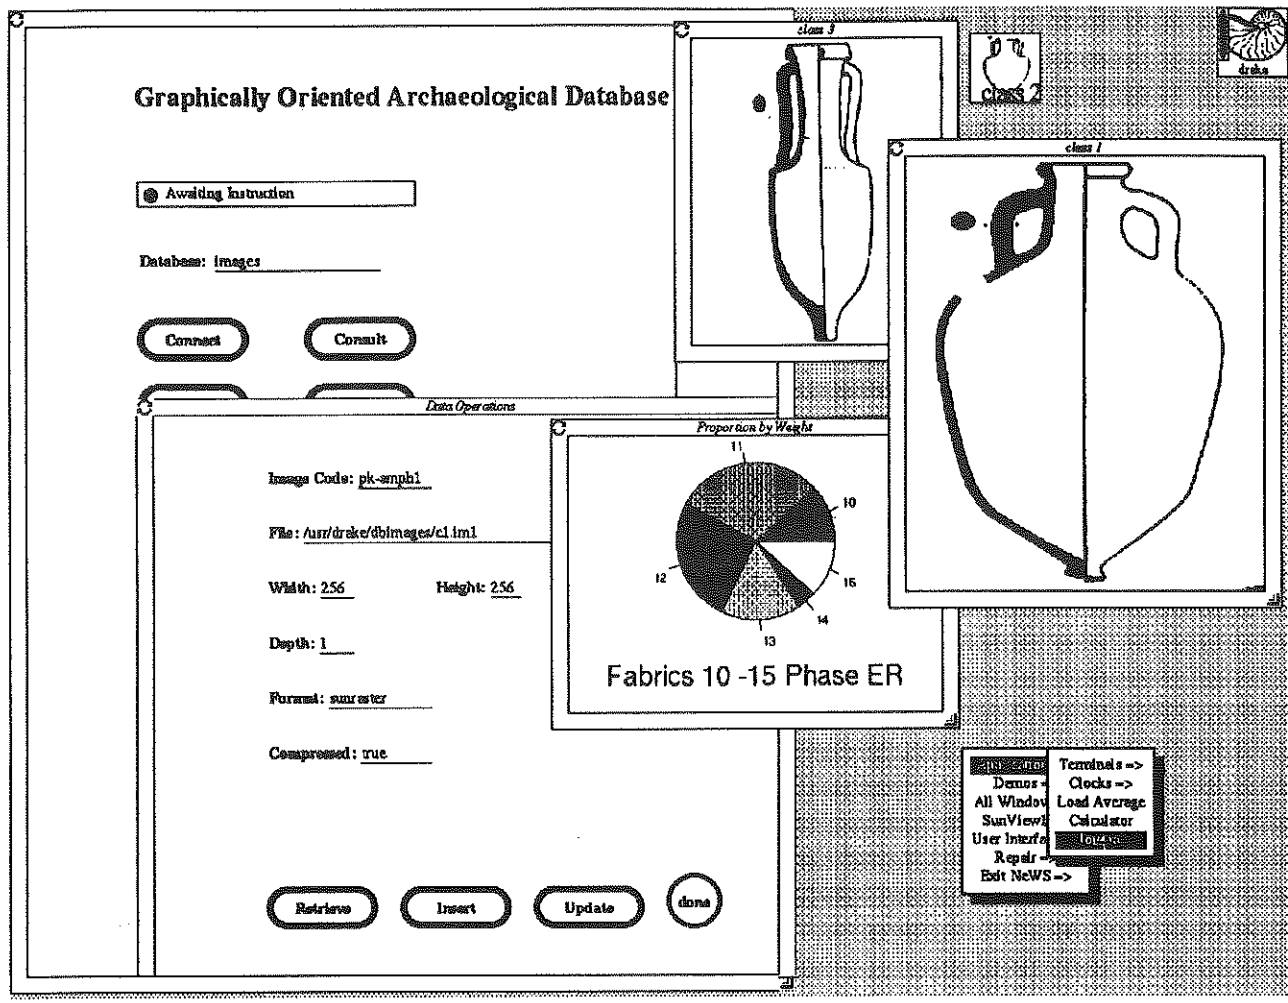 Graphically Oriented Archaeological Database
Awaiting Instruction
Database: images
Connect
Consult
class 3
class 2
drake
class 1
Data Operations
Image Code: pk-amph1
File: /usr/drake/dbimages/c1.im1
Width: 256
Height: 256
Depth: 1
Format: sunraster
Compressed: true
Retrieve
Insert
Update
done
Proportion by Weight
11
10
12
15
14
13
Fabrics 10 -15 Phase ER
Demos
All Window
SunView1
User Interfa
Repair
Exit NeWS =>
Terminals =>
Clocks =>
Load Average
Calculator